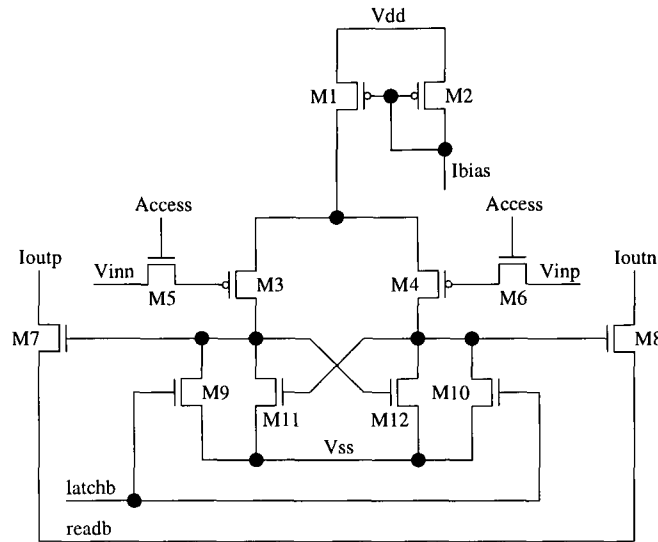 Vdd
M1
M2
Ibias
Access
Access
Ioutp
Vinn
M5
M3
M4
M6
Vinp
Ioutn
M7
M8
M9
M11
M12
M10
Vss
latchb
readb